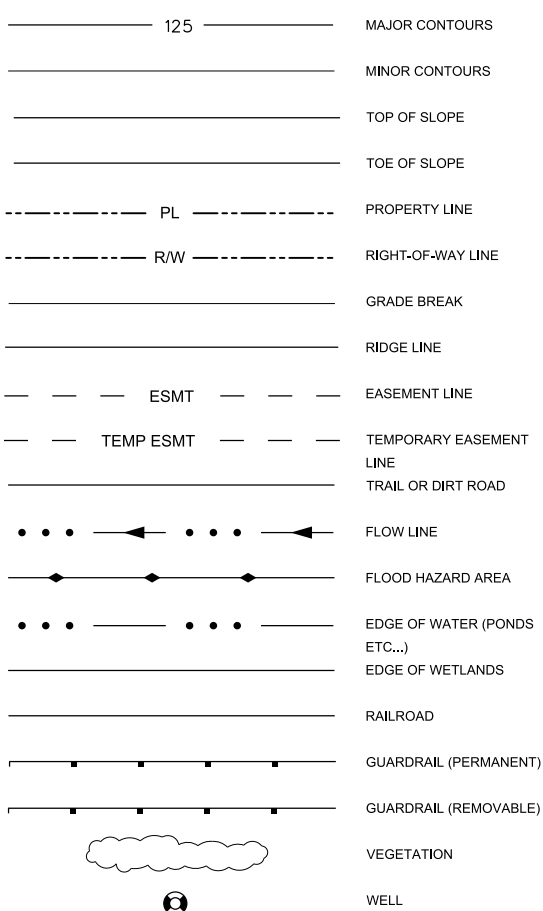 125 MAJOR CONTOURS
MINOR CONTOURS
TOP OF SLOPE
TOE OF SLOPE
PL PROPERTY LINE
R/W RIGHT-OF-WAY LINE
GRADE BREAK
RIDGE LINE
ESMT EASEMENT LINE
TEMP ESMT TEMPORARY EASEMENT
LINE
TRAIL OR DIRT ROAD
FLOW LINE
FLOOD HAZARD AREA
EDGE OF WATER (PONDS
ETC...)
EDGE OF WETLANDS
RAILROAD
GUARDRAIL (PERMANENT)
GUARDRAIL (REMOVABLE)
VEGETATION
WELL